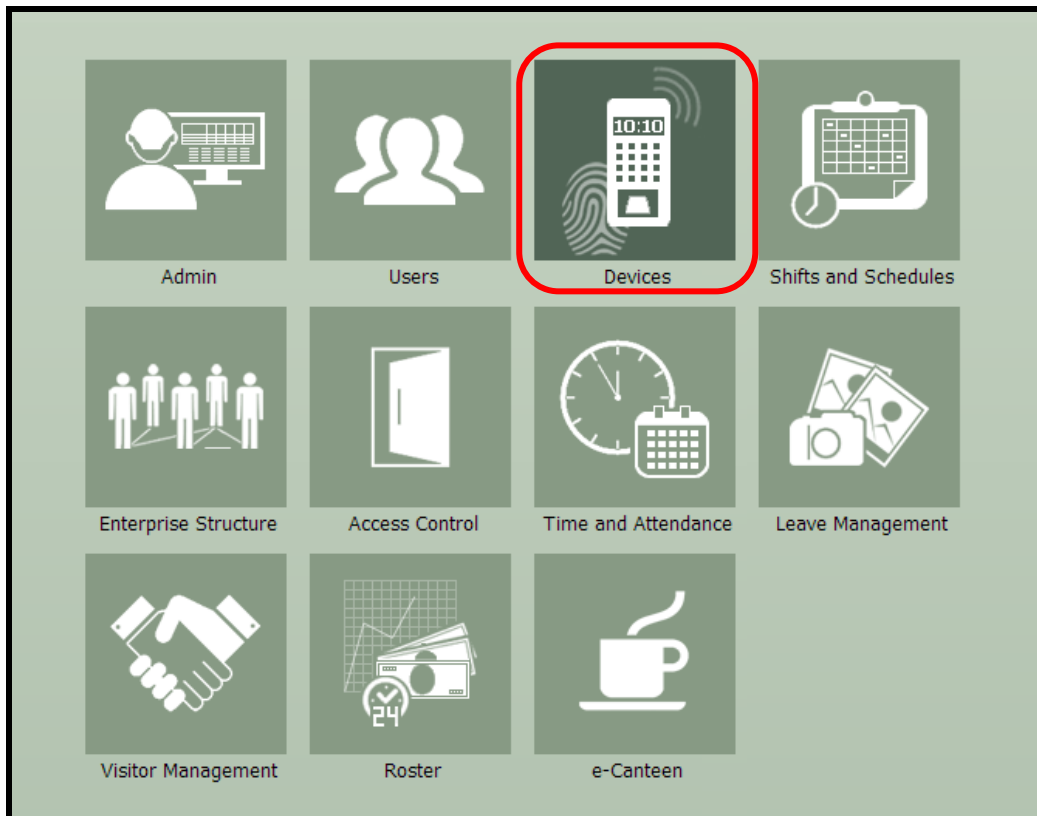 10:10
Admin
Users
Devices
Shifts and Schedules
Enterprise Structure
Access Control
Time and Attendance
Leave Management
24
Visitor Management
Roster
e-Canteen